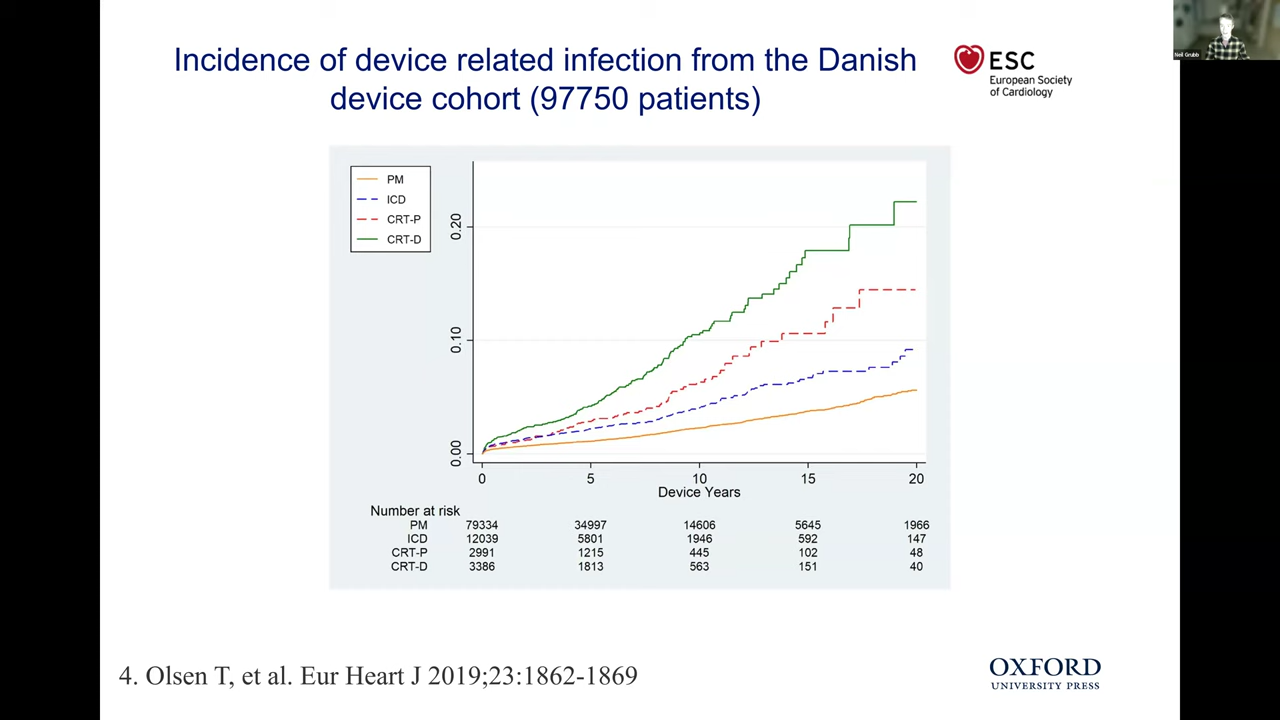 Incidence of device related infection from the Danish
device cohort (97750 patients)
ESC
European Society
of Cardiology
Neil Grubb
PM
ICD
CRT-P
CRT-D
0.20
0.10
0.00
0 5 10 15 20
Device Years
Number at risk
PM 79334 34997 14606 5645 1966
ICD 12039 5801 1946 592 147
CRT-P 2991 1215 445 102 48
CRT-D 3386 1813 563 151 40
4. Olsen T, et al. Eur Heart J 2019;23:1862-1869
OXFORD
UNIVERSITY PRESS